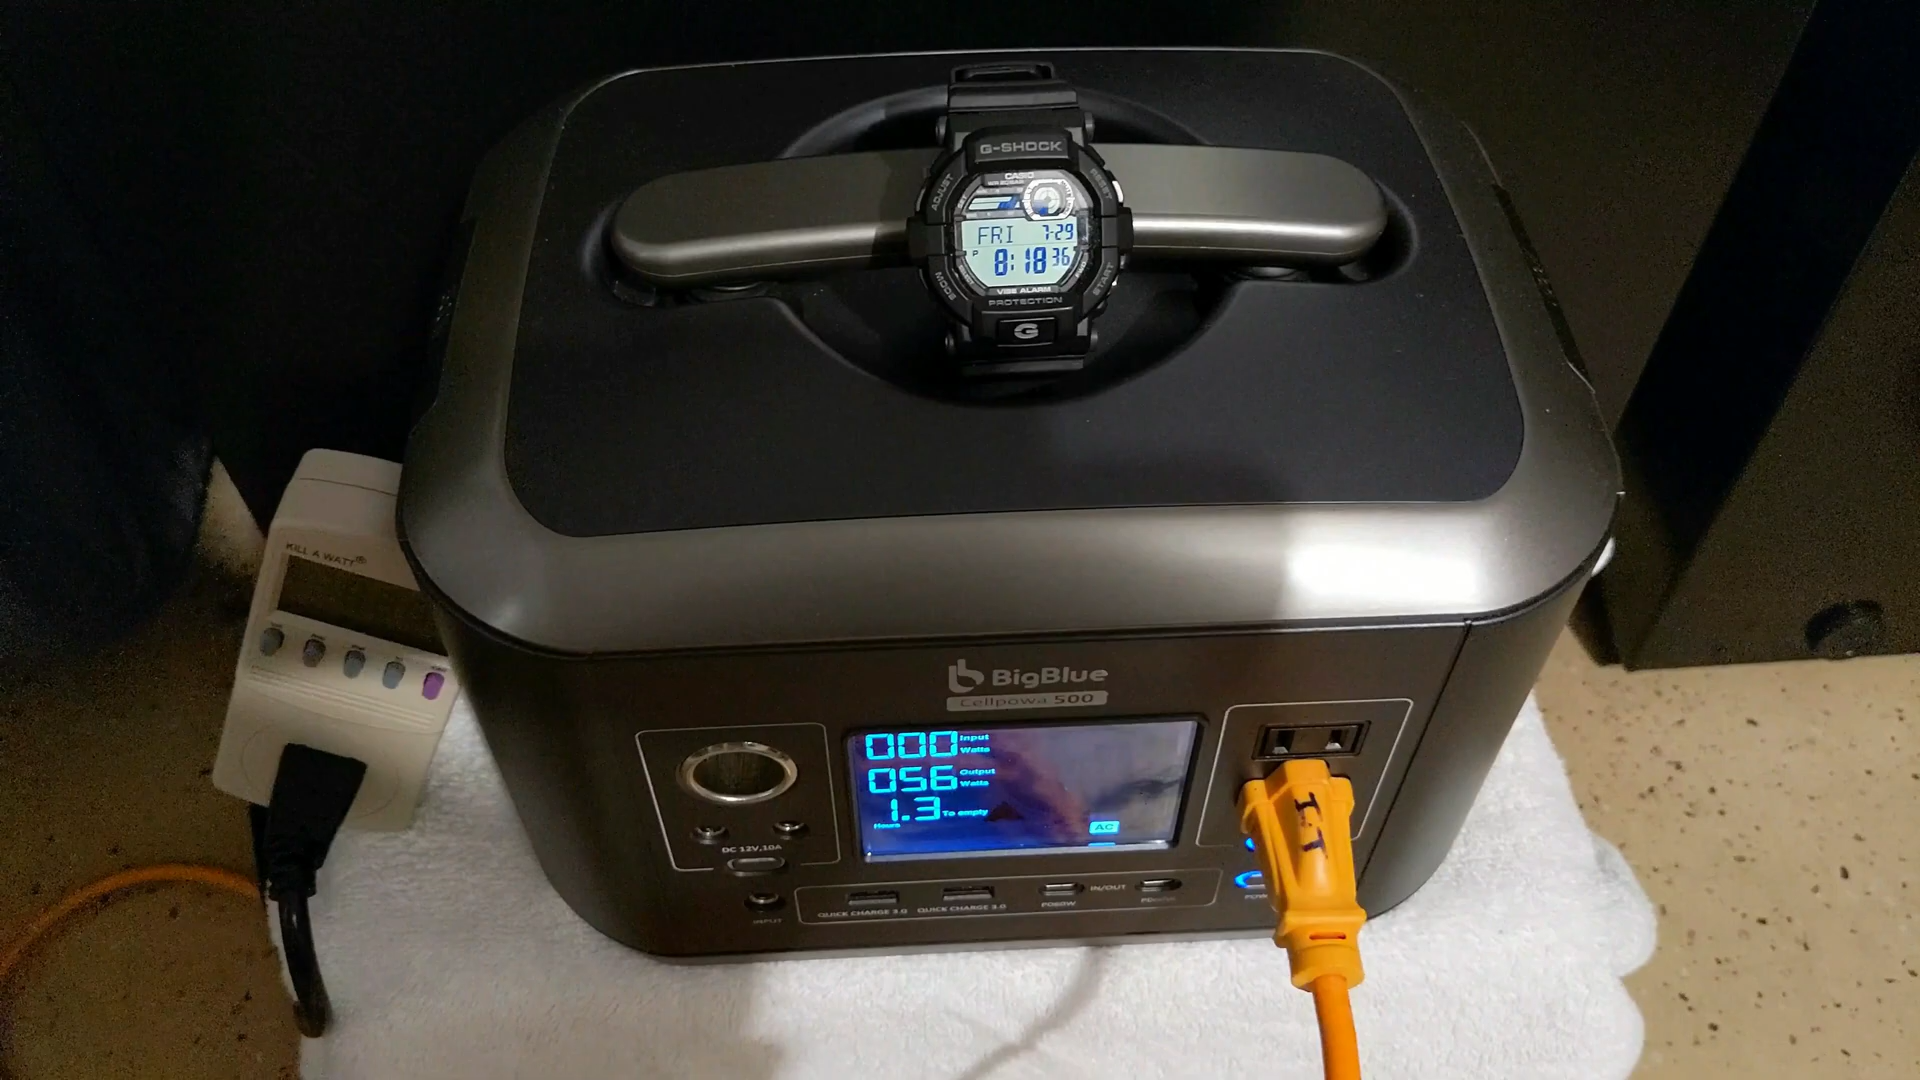 G-SHOCK
CASIO
ADJUST
RESET
FRI 7-29
P 8:18 36
MODE
START
VIBE ALARM
PROTECTION
G
KILL A WATT®
BigBlue
Cellpowa 500
000 Input Watts
056 Output Watts
1.3 To empty
Hours
AC
I-T
DC 12V,10A
INPUT
QUICK CHARGE 3.0
QUICK CHARGE 3.0
PD60W
IN/OUT